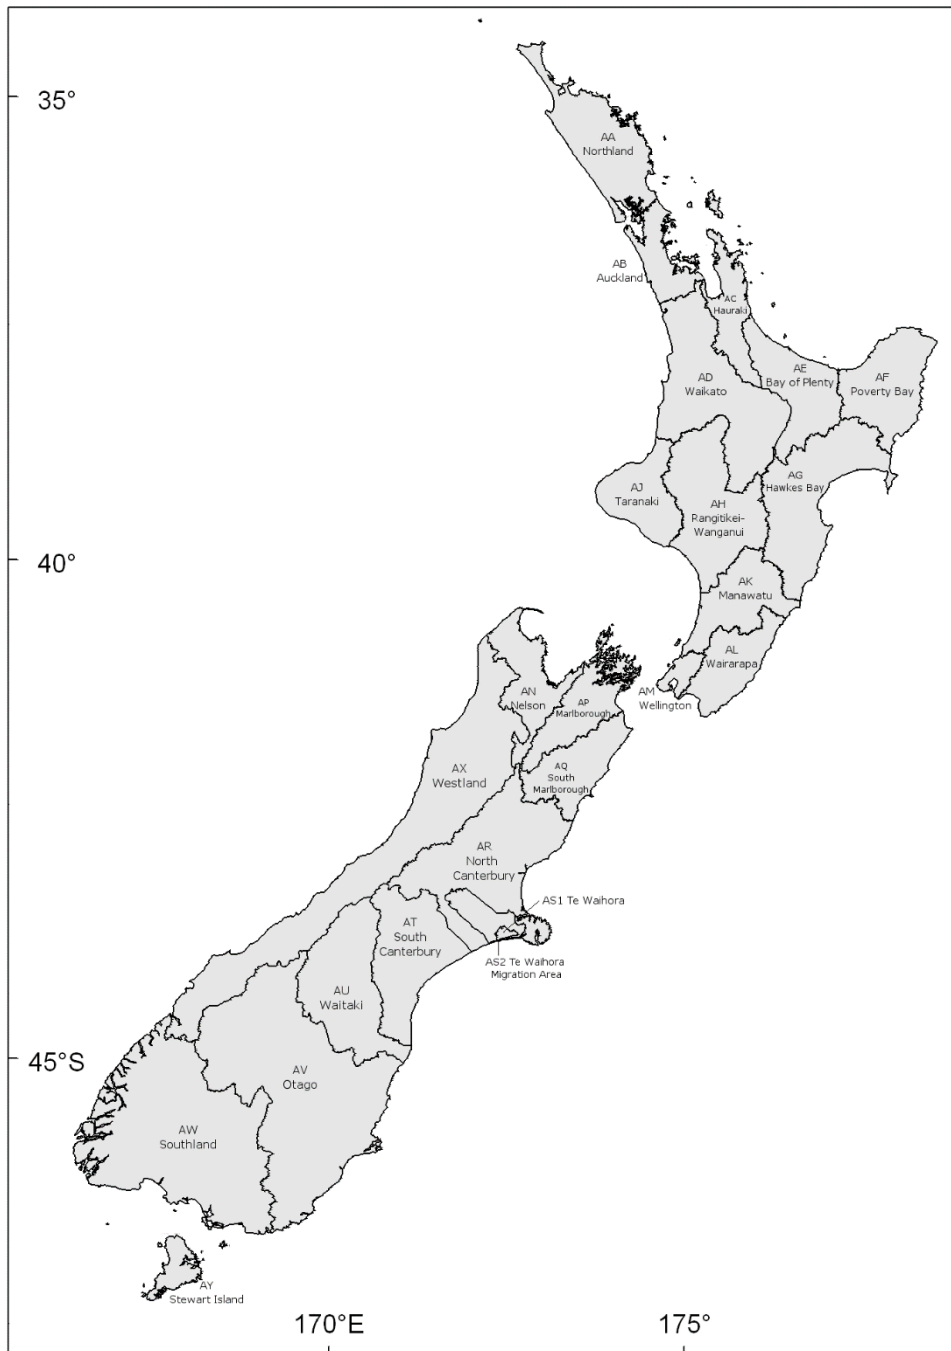 35°
AA
Northland
AB
Auckland
AC
Hauraki
AD
Waikato
AE
Bay of Plenty
AF
Poverty Bay
AG
Hawkes Bay
AJ
Taranaki
AH
Rangitikei-
Wanganui
40°
AK
Manawatu
AL
Wairarapa
AM
Wellington
AN
Nelson
AP
Marlborough
AX
Westland
AQ
South
Marlborough
AR
North
Canterbury
AS1 Te Waihora
AT
South
Canterbury
AS2 Te Waihora
Migration Area
AU
Waitaki
45°S
AV
Otago
AW
Southland
AY
Stewart Island
170°E
175°